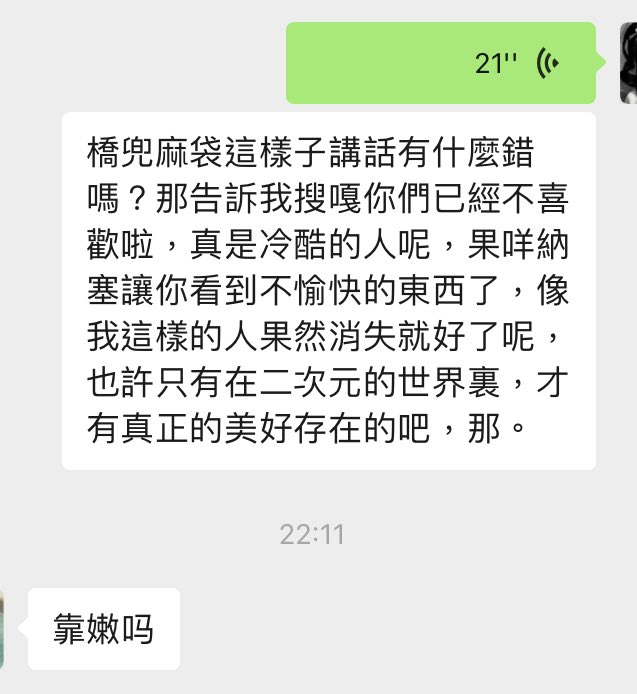 21''
橋兜麻袋這樣子講話有什麼錯
嗎？那告訴我搜嘎你們已經不喜
歡啦，真是冷酷的人呢，果咩納
塞讓你看到不愉快的東西了，像
我這樣的人果然消失就好了呢，
也許只有在二次元的世界裏，才
有真正的美好存在的吧，那。
22:11
靠嫩吗